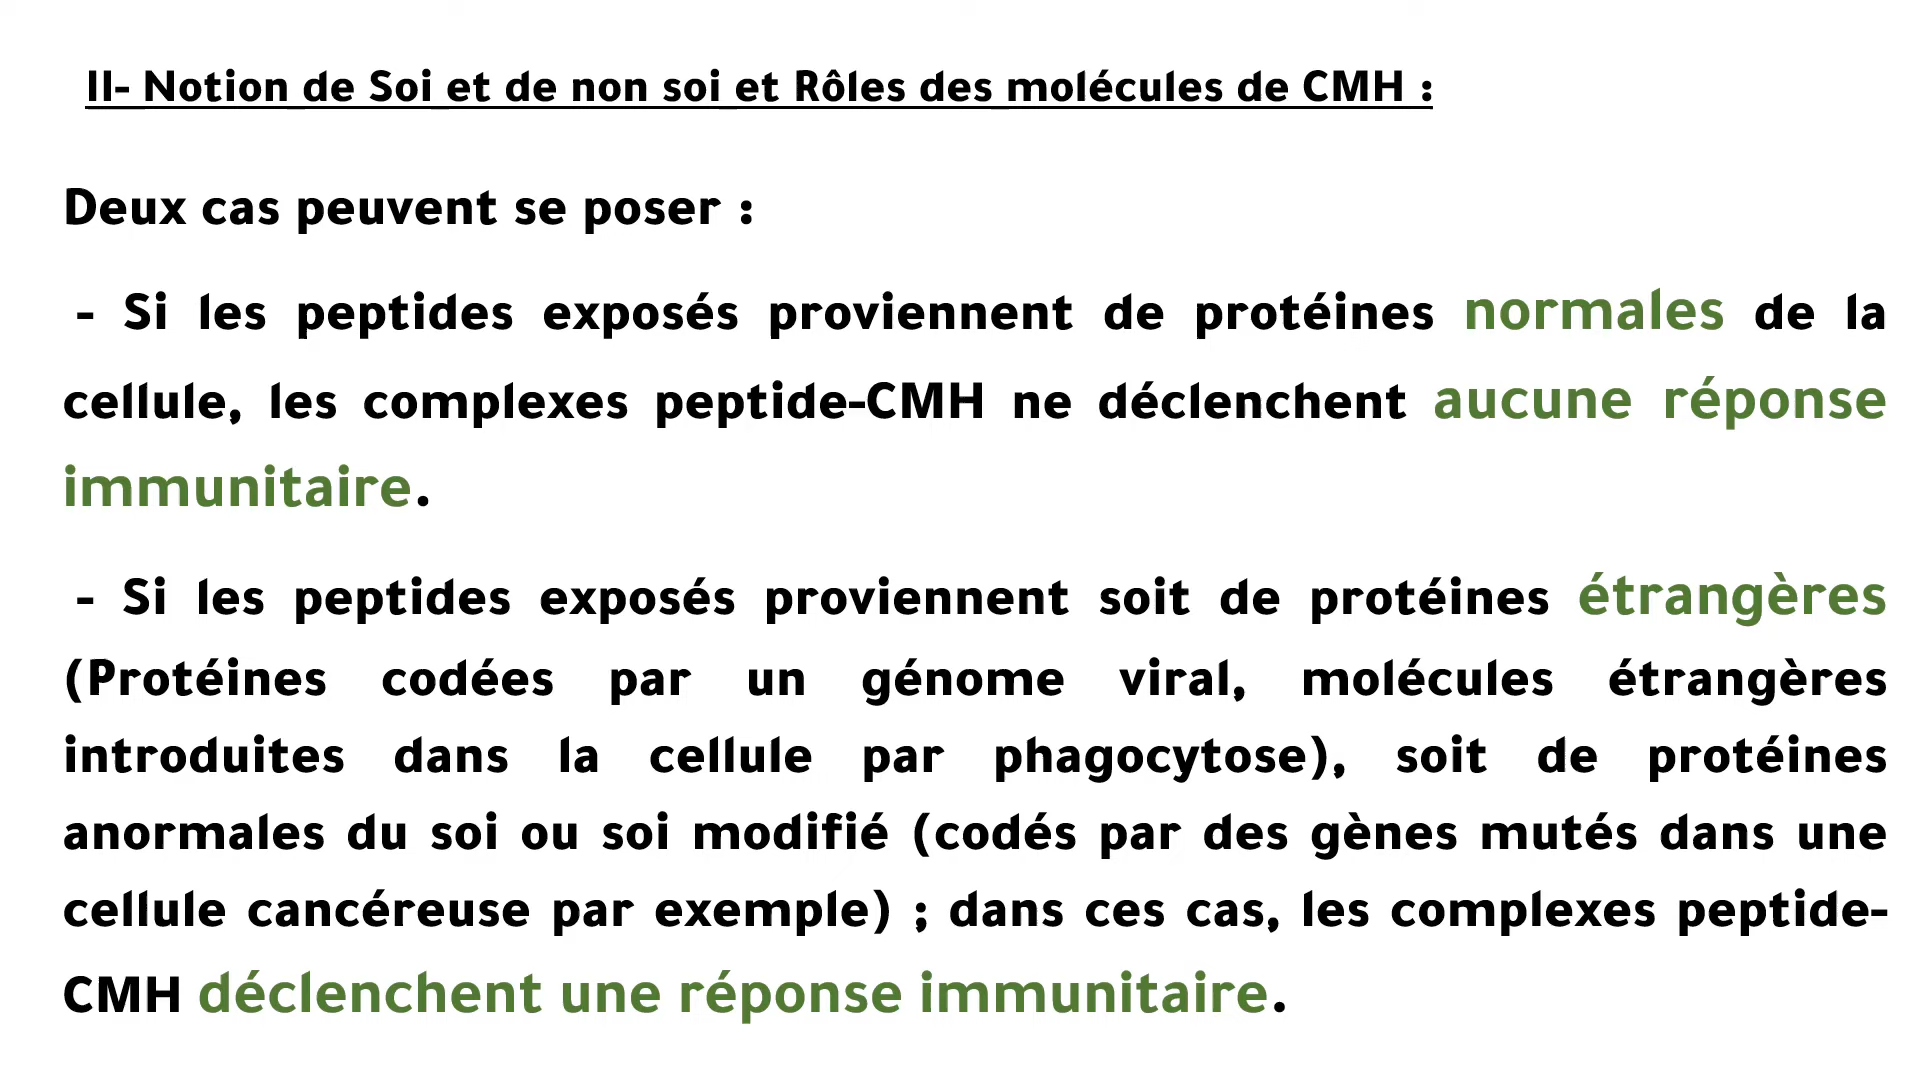 II- Notion de Soi et de non soi et Rôles des molécules de CMH :
Deux cas peuvent se poser :
- Si les peptides exposés proviennent de protéines normales de la
cellule, les complexes peptide-CMH ne déclenchent aucune réponse
immunitaire.
- Si les peptides exposés proviennent soit de protéines étrangères
(Protéines codées par un génome viral, molécules étrangères
introduites dans la cellule par phagocytose), soit de protéines
anormales du soi ou soi modifié (codés par des gènes mutés dans une
cellule cancéreuse par exemple) ; dans ces cas, les complexes peptide-
CMH déclenchent une réponse immunitaire.